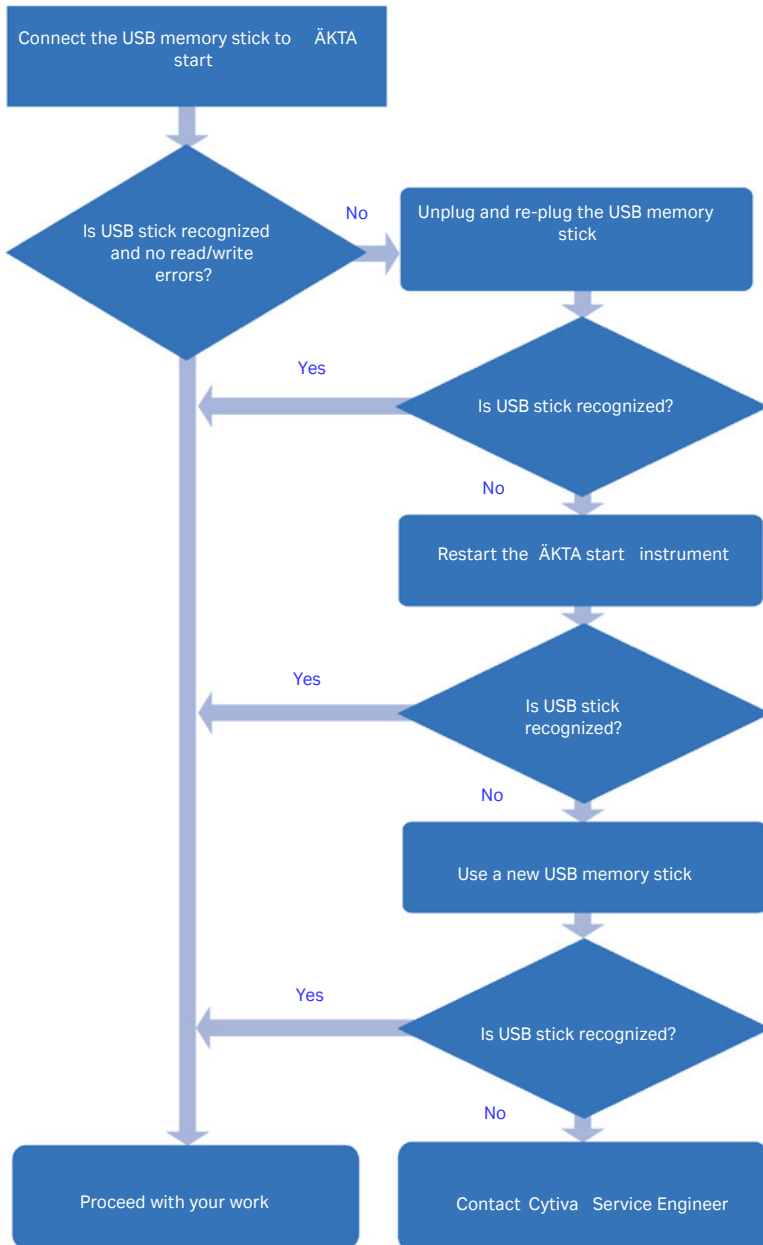 Connect the USB memory stick to ÄKTA
start
Is USB stick recognized
and no read/write
errors?
No
Unplug and re-plug the USB memory
stick
Yes
Is USB stick recognized?
No
Restart the ÄKTA start instrument
Yes
Is USB stick
recognized?
No
Use a new USB memory stick
Yes
Is USB stick recognized?
No
Proceed with your work
Contact Cytiva Service Engineer